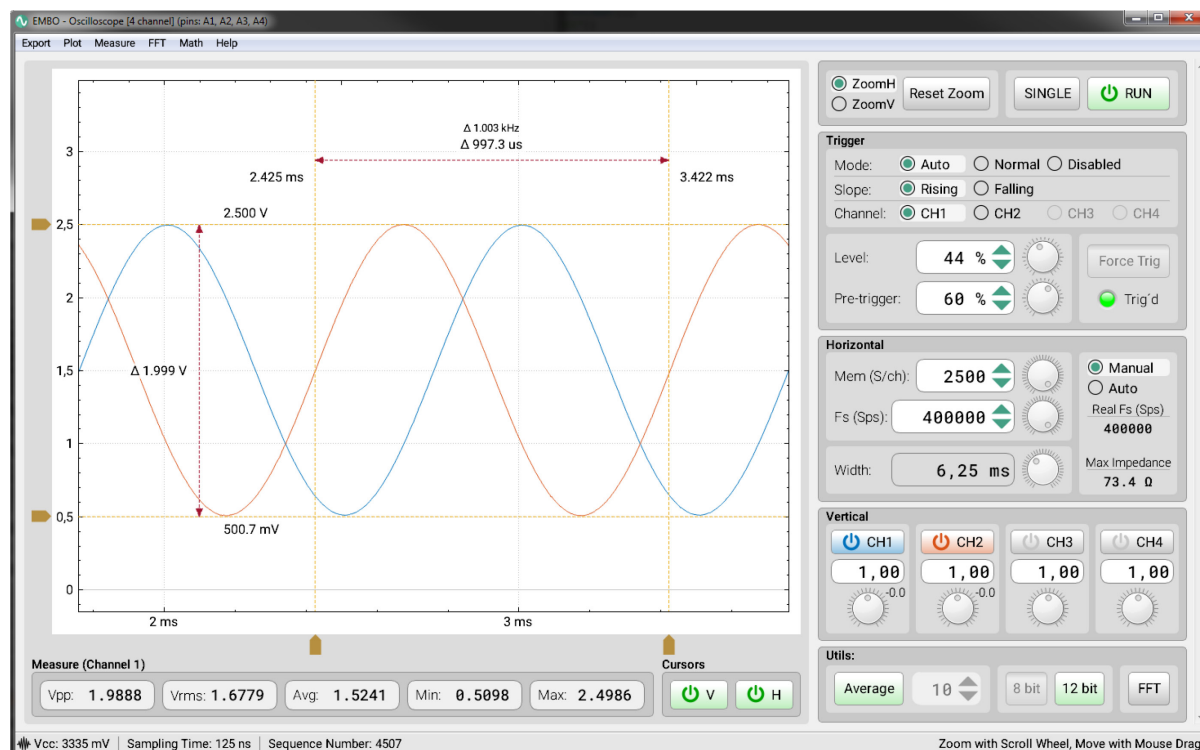 EMBO - Oscilloscope [4 channel] (pins: A1, A2, A3, A4)
Export Plot Measure FFT Math Help
ZoomH
ZoomV
Reset Zoom
SINGLE
RUN
Δ 1.003 kHz
Δ 997.3 us
2.425 ms
3.422 ms
2.500 V
Δ 1.999 V
500.7 mV
3
2,5
2
1,5
1
0,5
0
2 ms
3 ms
Trigger
Mode: Auto Normal Disabled
Slope: Rising Falling
Channel: CH1 CH2 CH3 CH4
Level: 44 %
Force Trig
Pre-trigger: 60 %
Trig´d
Horizontal
Mem (S/ch): 2500
Manual
Auto
Fs (Sps): 400000
Real Fs (Sps)
400000
Width: 6,25 ms
Max Impedance
73.4 Ω
Vertical
CH1 CH2 CH3 CH4
1,00 1,00 1,00 1,00
-0.0 -0.0
Measure (Channel 1)
Vpp: 1.9888 Vrms: 1.6779 Avg: 1.5241 Min: 0.5098 Max: 2.4986
Cursors
V H
Utils:
Average 10 8 bit 12 bit FFT
Vcc: 3335 mV Sampling Time: 125 ns Sequence Number: 4507
Zoom with Scroll Wheel, Move with Mouse Drag